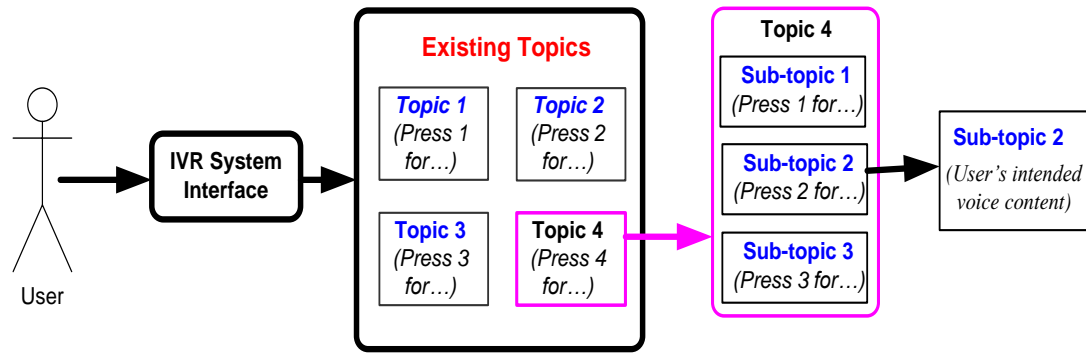 User
IVR System
Interface
Existing Topics
Topic 1
(Press 1
for…)
Topic 2
(Press 2
for…)
Topic 3
(Press 3
for…)
Topic 4
(Press 4
for…)
Topic 4
Sub-topic 1
(Press 1 for…)
Sub-topic 2
(Press 2 for…)
Sub-topic 3
(Press 3 for…)
Sub-topic 2
(User's intended
voice content)